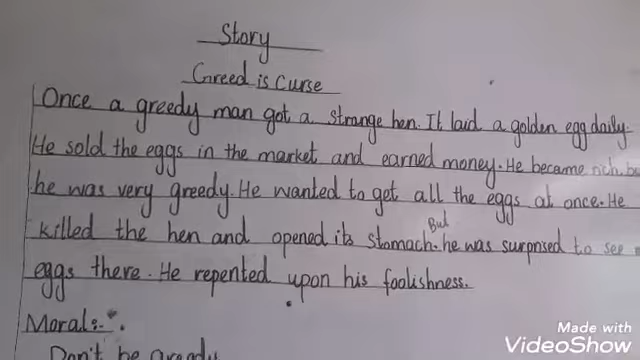 Story
Greed is curse
Once a greedy man got a strange hen. It laid a golden egg daily.
He sold the eggs in the market and earned money. He became rich. bu
he was very greedy. He wanted to get all the eggs at once. He
But
killed the hen and opened its stomach. he was surprised to see n
eggs there. He repented upon his foolishness.
Moral:-
Don't be greedy
Made with
VideoShow